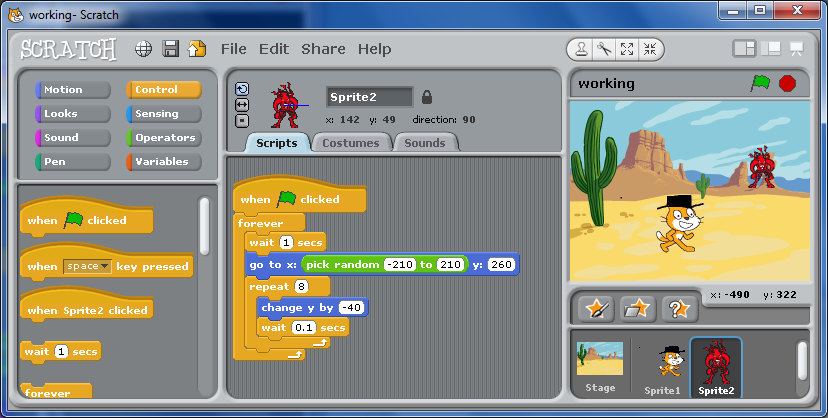 working- Scratch
SCRATCH
File Edit Share Help
Motion Control
Looks Sensing
Sound Operators
Pen Variables
when clicked
when space key pressed
when Sprite2 clicked
wait 1 secs
forever
Sprite2
x: 142 y: 49 direction: 90
Scripts Costumes Sounds
when clicked
forever
wait 1 secs
go to x: pick random -210 to 210 y: 260
repeat 8
change y by -40
wait 0.1 secs
working
x: -490 y: 322
Stage Sprite1 Sprite2